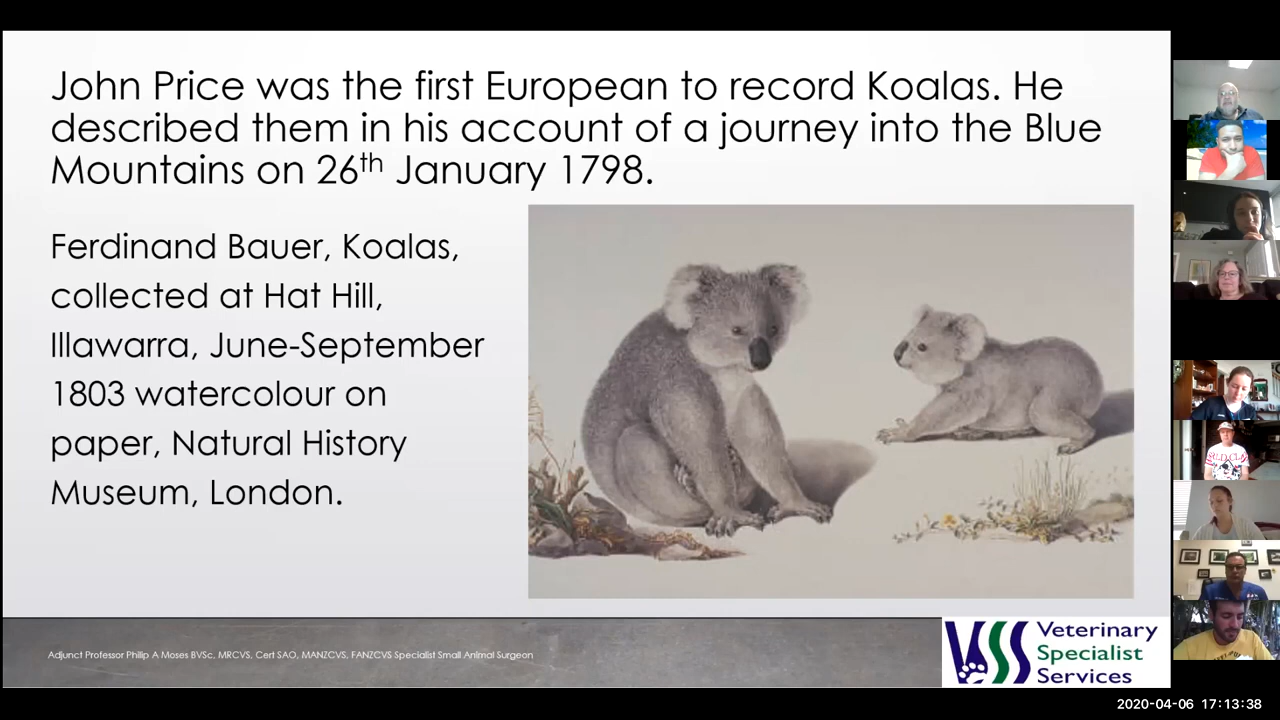 John Price was the first European to record Koalas. He
described them in his account of a journey into the Blue
Mountains on 26th January 1798.
Ferdinand Bauer, Koalas,
collected at Hat Hill,
Illawarra, June-September
1803 watercolour on
paper, Natural History
Museum, London.
Adjunct Professor Philip A Moses BVSc, MRCVS, Cert SAO, MANZCVS, FANZCVS Specialist Small Animal Surgeon
VSS Veterinary
Specialist
Services
2020-04-06 17:13:38